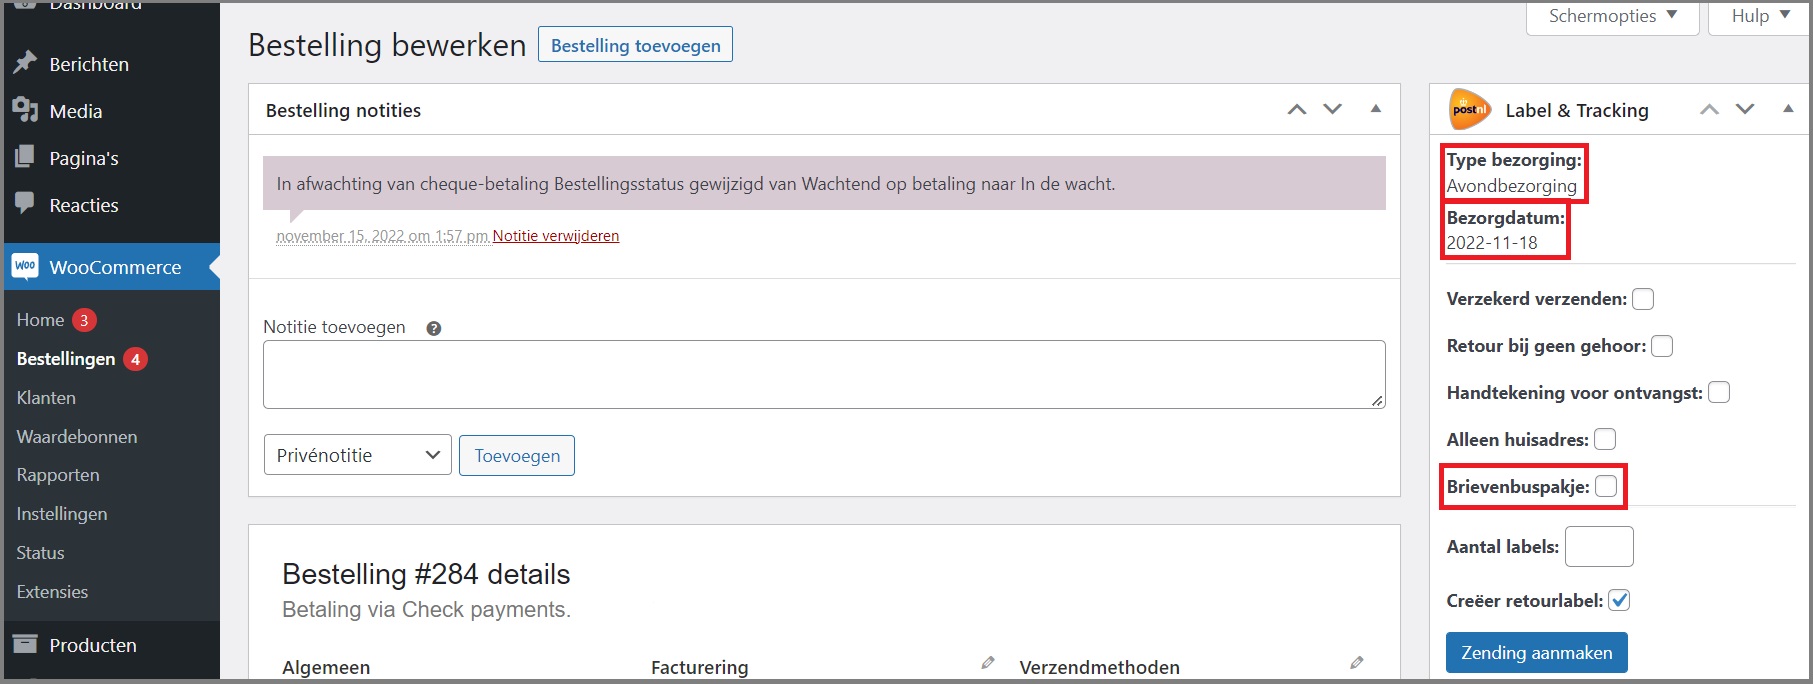 Dashboard
Berichten
Media
Pagina's
Reacties
WooCommerce
Home 3
Bestellingen 4
Klanten
Waardebonnen
Rapporten
Instellingen
Status
Extensies
Producten
Schermopties
Hulp
Bestelling bewerken
Bestelling toevoegen
Bestelling notities
In afwachting van cheque-betaling Bestellingsstatus gewijzigd van Wachtend op betaling naar In de wacht.
november 15, 2022 om 1:57 pm Notitie verwijderen
Notitie toevoegen ?
Privénotitie
Toevoegen
Bestelling #284 details
Betaling via Check payments.
Algemeen
Facturering
Verzendmethoden
postnl
Label & Tracking
Type bezorging:
Avondbezorging
Bezorgdatum:
2022-11-18
Verzekerd verzenden:
Retour bij geen gehoor:
Handtekening voor ontvangst:
Alleen huisadres:
Brievenbuspakje:
Aantal labels:
Creëer retourlabel:
Zending aanmaken